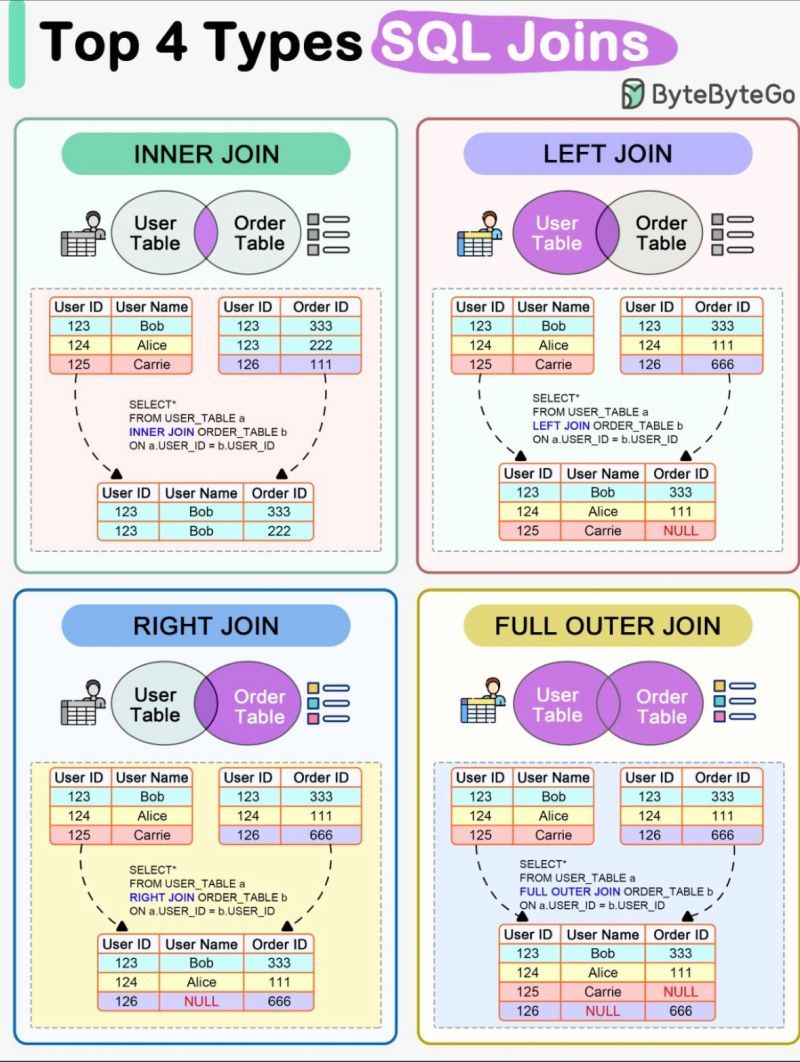 Top 4 Types SQL Joins
ByteByteGo
INNER JOIN
User Table
Order Table
User ID User Name
123 Bob
124 Alice
125 Carrie
User ID Order ID
123 333
123 222
126 111
SELECT*
FROM USER_TABLE a
INNER JOIN ORDER_TABLE b
ON a.USER_ID = b.USER_ID
User ID User Name Order ID
123 Bob 333
123 Bob 222
LEFT JOIN
User Table
Order Table
User ID User Name
123 Bob
124 Alice
125 Carrie
User ID Order ID
123 333
124 111
126 666
SELECT*
FROM USER_TABLE a
LEFT JOIN ORDER_TABLE b
ON a.USER_ID = b.USER_ID
User ID User Name Order ID
123 Bob 333
124 Alice 111
125 Carrie NULL
RIGHT JOIN
User Table
Order Table
User ID User Name
123 Bob
124 Alice
125 Carrie
User ID Order ID
123 333
124 111
126 666
SELECT*
FROM USER_TABLE a
RIGHT JOIN ORDER_TABLE b
ON a.USER_ID = b.USER_ID
User ID User Name Order ID
123 Bob 333
124 Alice 111
126 NULL 666
FULL OUTER JOIN
User Table
Order Table
User ID User Name
123 Bob
124 Alice
125 Carrie
User ID Order ID
123 333
124 111
126 666
SELECT*
FROM USER_TABLE a
FULL OUTER JOIN ORDER_TABLE b
ON a.USER_ID = b.USER_ID
User ID User Name Order ID
123 Bob 333
124 Alice 111
125 Carrie NULL
126 NULL 666